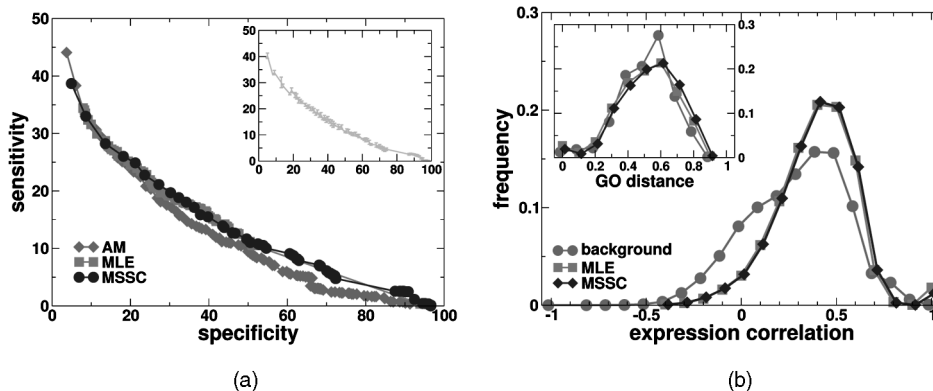 50
40
30
20
10
0
sensitivity
0 20 40 60 80 100
specificity
AM
MLE
MSSC
50
40
30
20
10
0
0 20 40 60 80 100
(a)
0.3
0.2
0.1
0
frequency
-1 -0.5 0 0.5 1
expression correlation
background
MLE
MSSC
0.3
0.2
0.1
0
0 0.2 0.4 0.6 0.8 1
GO distance
(b)